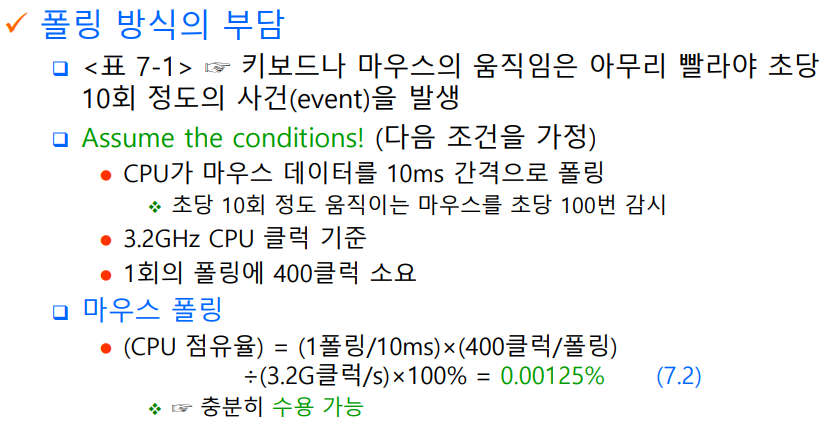 ✓ 폴링 방식의 부담
❑ <표 7-1> ☞ 키보드나 마우스의 움직임은 아무리 빨라야 초당
10회 정도의 사건(event)을 발생
❑ Assume the conditions! (다음 조건을 가정)
● CPU가 마우스 데이터를 10ms 간격으로 폴링
❖ 초당 10회 정도 움직이는 마우스를 초당 100번 감시
● 3.2GHz CPU 클럭 기준
● 1회의 폴링에 400클럭 소요
❑ 마우스 폴링
● (CPU 점유율) = (1폴링/10ms)×(400클럭/폴링)
÷(3.2G클럭/s)×100% = 0.00125% (7.2)
❖ ☞ 충분히 수용 가능